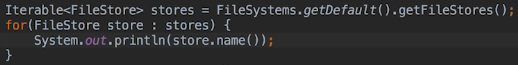 Iterable<FileStore> stores = FileSystems.getDefault().getFileStores();
for(FileStore store : stores) {
    System.out.println(store.name());
}